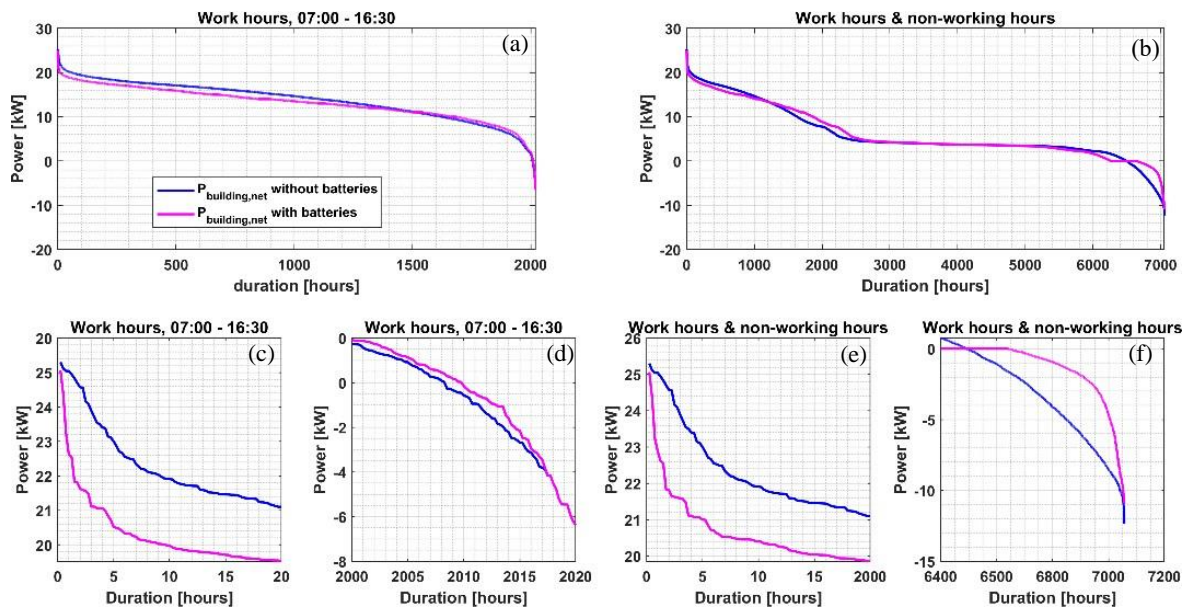 Work hours, 07:00 - 16:30
(a)
30
20
10
0
-10
-20
Power [kW]
P_building,net without batteries
P_building,net with batteries
0 500 1000 1500 2000
duration [hours]
Work hours & non-working hours
(b)
30
20
10
0
-10
-20
Power [kW]
0 1000 2000 3000 4000 5000 6000 7000
Duration [hours]
Work hours, 07:00 - 16:30
(c)
26
25
24
23
22
21
20
Power [kW]
0 5 10 15 20
Duration [hours]
Work hours, 07:00 - 16:30
(d)
0
0
-2
-4
-6
-8
Power [kW]
2000 2005 2010 2015 2020
Duration [hours]
Work hours & non-working hours
(e)
26
25
24
23
22
21
20
Power [kW]
0 5 10 15 2000
Duration [hours]
Work hours & non-working hours
(f)
0
-5
-10
-15
Power [kW]
6400 6500 6800 7000 7200
Duration [hours]